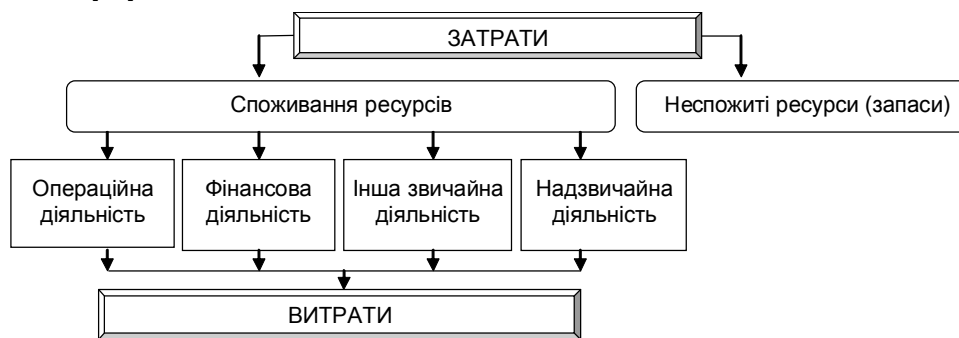 ЗАТРАТИ
Споживання ресурсів
Неспожиті ресурси (запаси)
Операційна
діяльність
Фінансова
діяльність
Інша звичайна
діяльність
Надзвичайна
діяльність
ВИТРАТИ